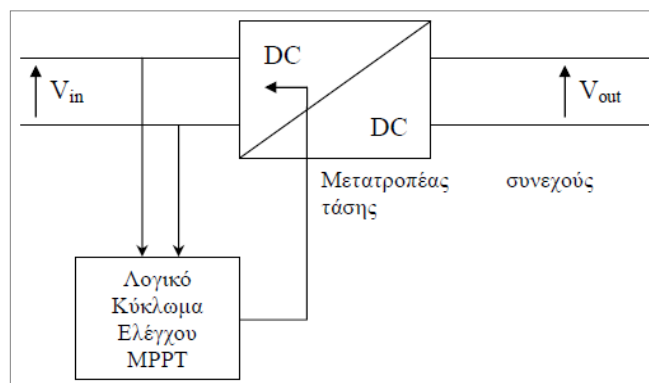 DC
V_in
V_out
DC
Μετατροπέας συνεχούς
τάσης
Λογικό
Κύκλωμα
Ελέγχου
MPPT